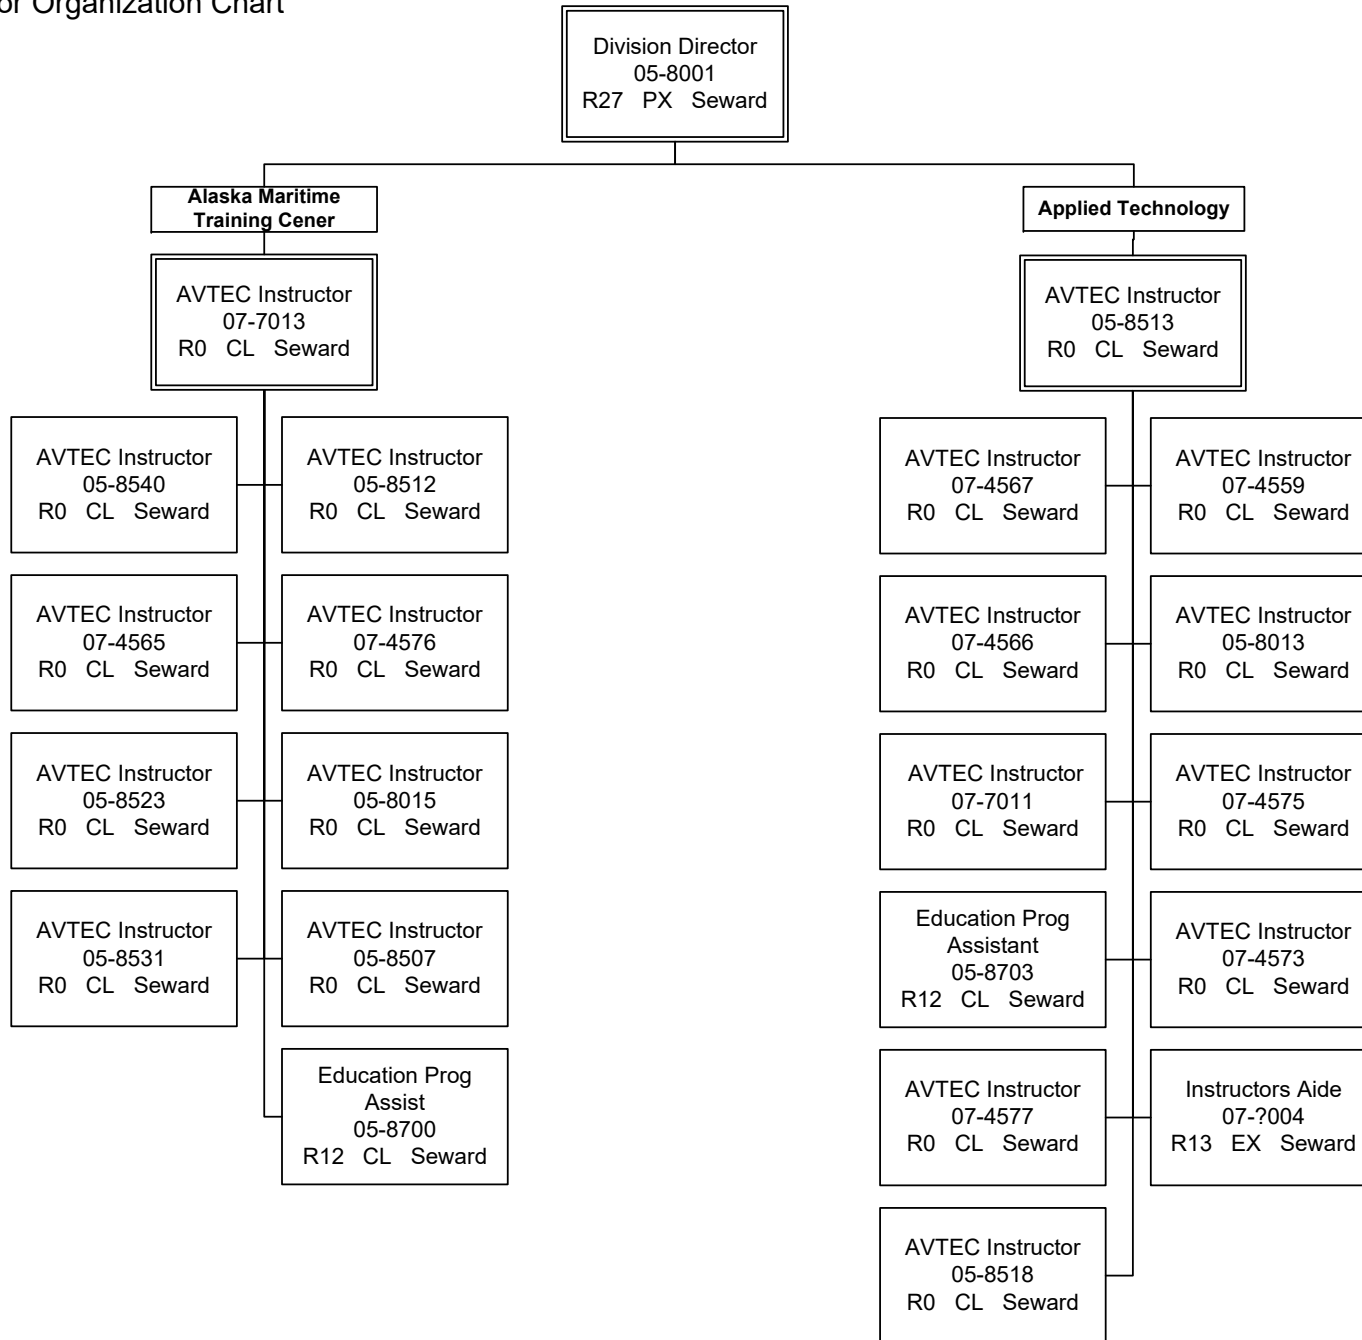 or Organization Chart
Division Director
05-8001
R27 PX Seward
Alaska Maritime
Training Cener
AVTEC Instructor
07-7013
R0 CL Seward
AVTEC Instructor
05-8540
R0 CL Seward
AVTEC Instructor
05-8512
R0 CL Seward
AVTEC Instructor
07-4565
R0 CL Seward
AVTEC Instructor
07-4576
R0 CL Seward
AVTEC Instructor
05-8523
R0 CL Seward
AVTEC Instructor
05-8015
R0 CL Seward
AVTEC Instructor
05-8531
R0 CL Seward
AVTEC Instructor
05-8507
R0 CL Seward
Education Prog
Assist
05-8700
R12 CL Seward
Applied Technology
AVTEC Instructor
05-8513
R0 CL Seward
AVTEC Instructor
07-4567
R0 CL Seward
AVTEC Instructor
07-4559
R0 CL Seward
AVTEC Instructor
07-4566
R0 CL Seward
AVTEC Instructor
05-8013
R0 CL Seward
AVTEC Instructor
07-7011
R0 CL Seward
AVTEC Instructor
07-4575
R0 CL Seward
Education Prog
Assistant
05-8703
R12 CL Seward
AVTEC Instructor
07-4573
R0 CL Seward
AVTEC Instructor
07-4577
R0 CL Seward
Instructors Aide
07-?004
R13 EX Seward
AVTEC Instructor
05-8518
R0 CL Seward